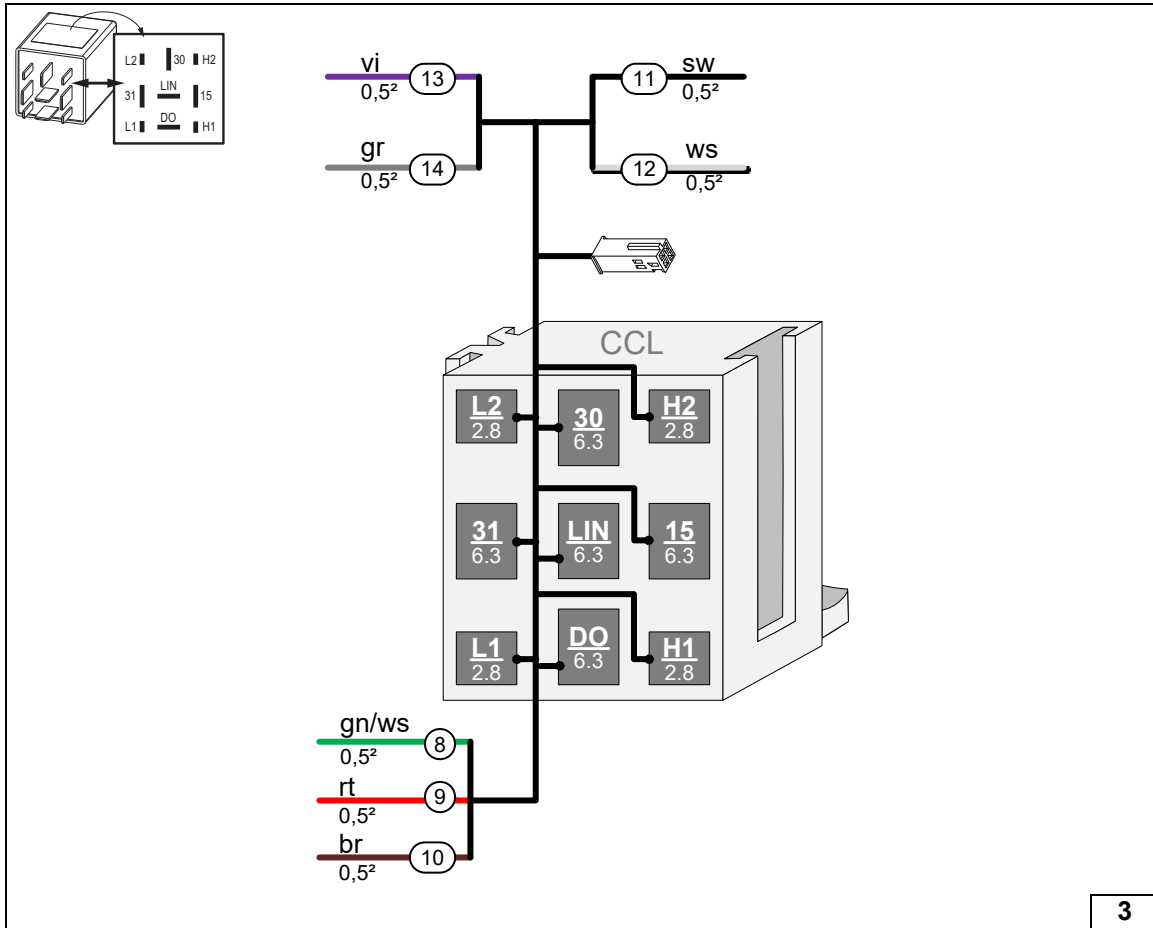 L2 30 H2
31 LIN 15
L1 DO H1
vi 13
0,5²
gr 14
0,5²
11 sw
0,5²
12 ws
0,5²
CCL
L2
2.8
30
6.3
H2
2.8
31
6.3
LIN
6.3
15
6.3
L1
2.8
DO
6.3
H1
2.8
gn/ws 8
0,5²
rt 9
0,5²
br 10
0,5²
3